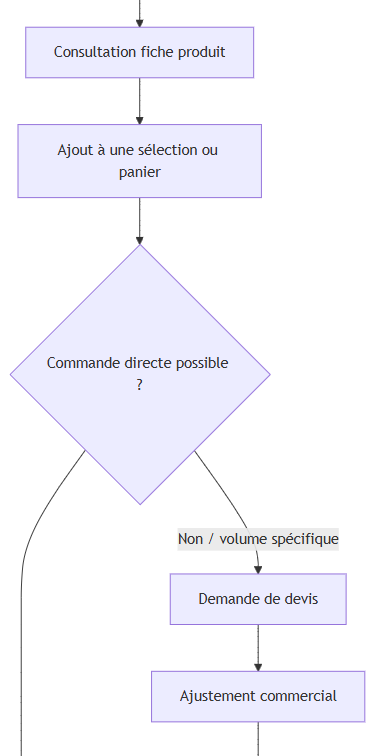 Consultation fiche produit
Ajout à une sélection ou
panier
Commande directe possible
?
Non / volume spécifique
Demande de devis
Ajustement commercial